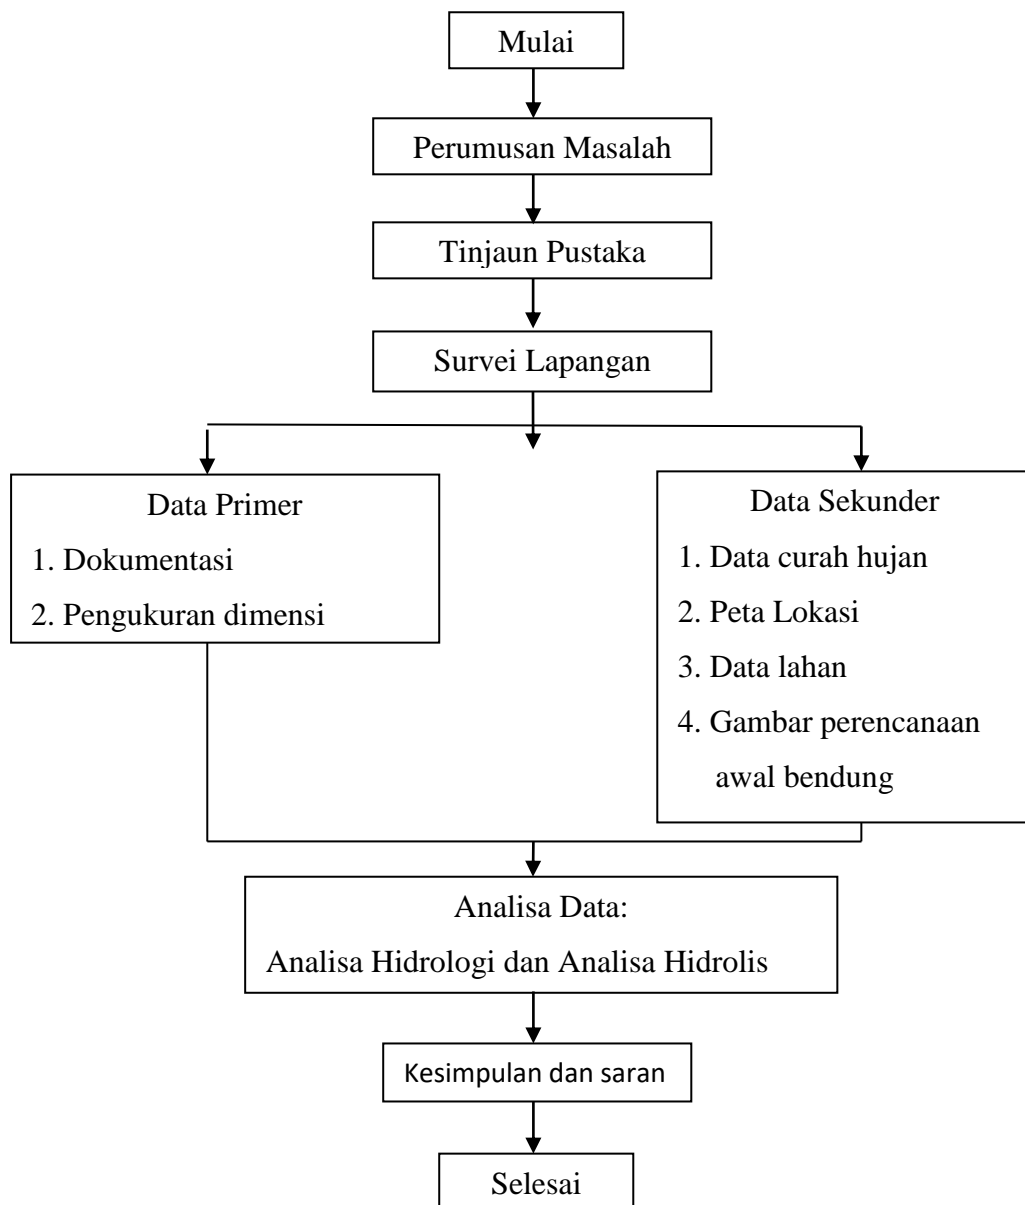 Mulai
Perumusan Masalah
Tinjaun Pustaka
Survei Lapangan
Data Primer
1. Dokumentasi
2. Pengukuran dimensi
Data Sekunder
1. Data curah hujan
2. Peta Lokasi
3. Data lahan
4. Gambar perencanaan
awal bendung
Analisa Data:
Analisa Hidrologi dan Analisa Hidrolis
Kesimpulan dan saran
Selesai